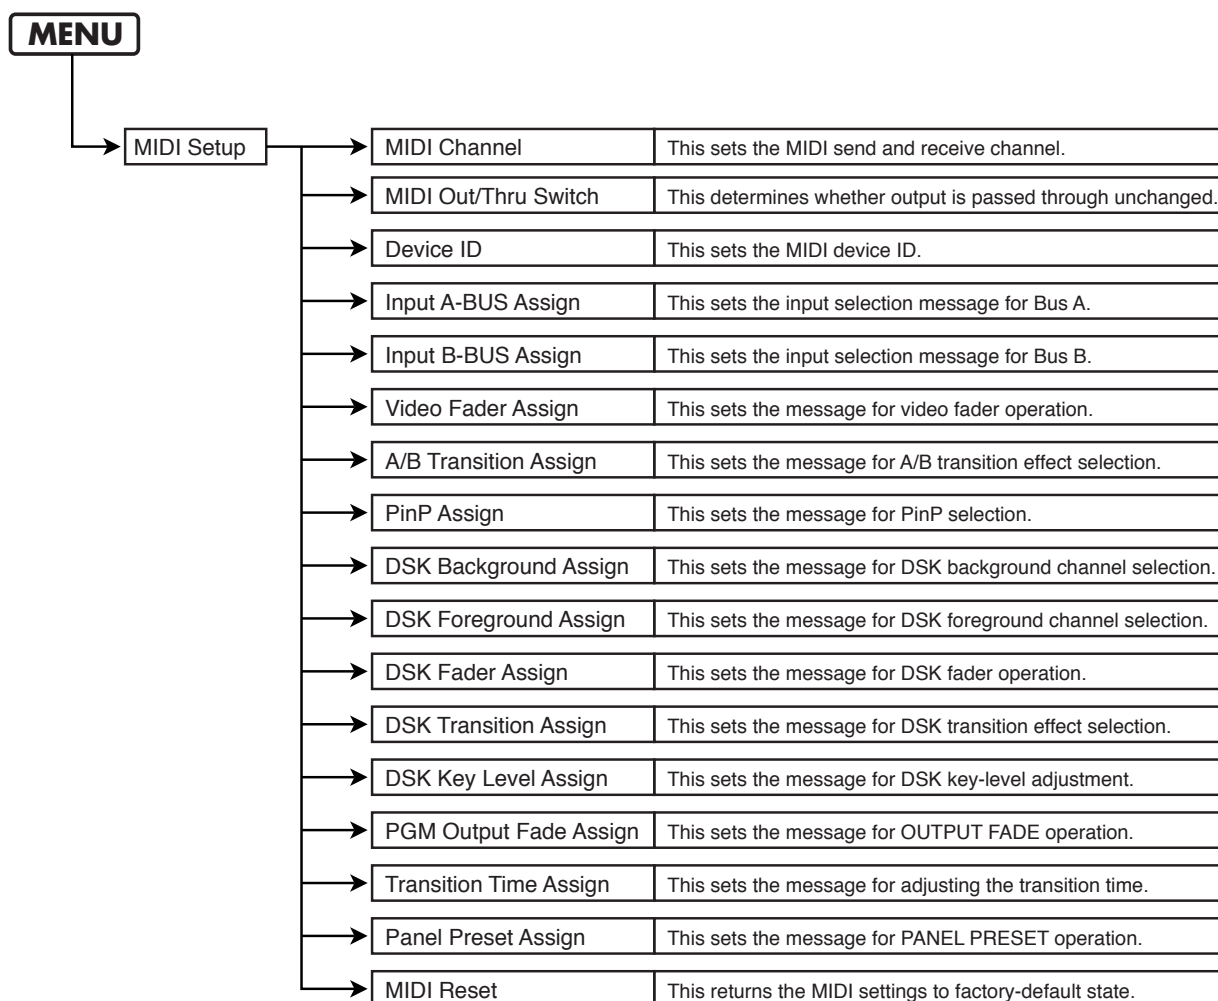 MENU
MIDI Setup
MIDI Channel This sets the MIDI send and receive channel.
MIDI Out/Thru Switch This determines whether output is passed through unchanged.
Device ID This sets the MIDI device ID.
Input A-BUS Assign This sets the input selection message for Bus A.
Input B-BUS Assign This sets the input selection message for Bus B.
Video Fader Assign This sets the message for video fader operation.
A/B Transition Assign This sets the message for A/B transition effect selection.
PinP Assign This sets the message for PinP selection.
DSK Background Assign This sets the message for DSK background channel selection.
DSK Foreground Assign This sets the message for DSK foreground channel selection.
DSK Fader Assign This sets the message for DSK fader operation.
DSK Transition Assign This sets the message for DSK transition effect selection.
DSK Key Level Assign This sets the message for DSK key-level adjustment.
PGM Output Fade Assign This sets the message for OUTPUT FADE operation.
Transition Time Assign This sets the message for adjusting the transition time.
Panel Preset Assign This sets the message for PANEL PRESET operation.
MIDI Reset This returns the MIDI settings to factory-default state.